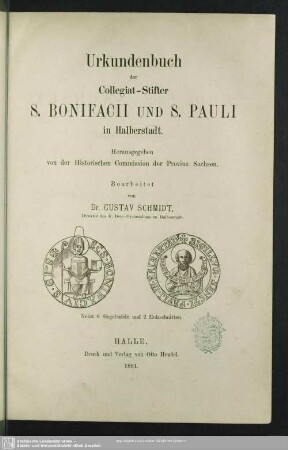 Urkundenbuch
der
Collegiat-Stifter
S. BONIFACII UND S. PAULI
in Halberstadt.
Herausgegeben
von der Historischen Commission der Provinz Sachsen.
Bearbeitet
von
Dr. GUSTAV SCHMIDT,
Direktor des K. Dom-Gymnasiums zu Halberstadt.
Nebst 6 Siegeltafeln und 2 Holzschnitten.
HALLE,
Druck und Verlag von Otto Hendel.
1881.